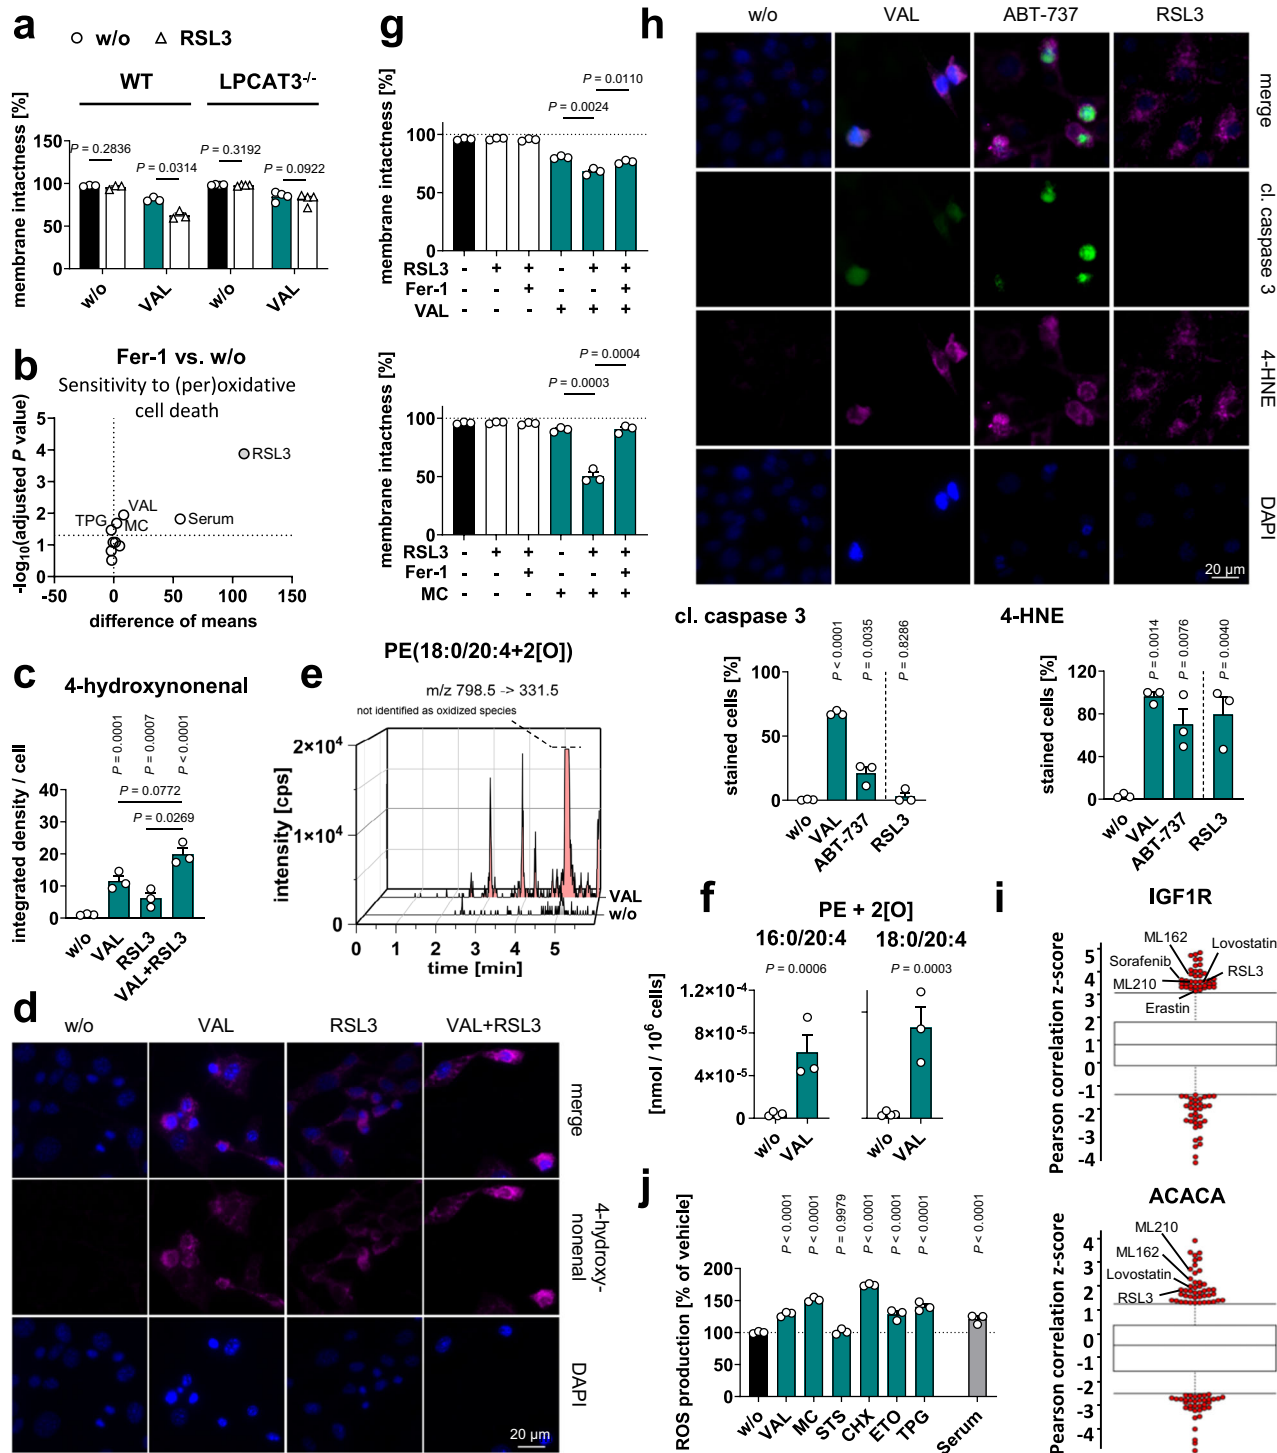 a
w/o RSL3
WT LPCAT3-/-
membrane intactness [%]
150
100
50
0
P = 0.2836
P = 0.0314
P = 0.3192
P = 0.0922
w/o VAL w/o VAL
b
Fer-1 vs. w/o
Sensitivity to (per)oxidative
cell death
-log10(adjusted P value)
5
4
3
2
1
0
RSL3
VAL
TPG
MC
Serum
-50 0 50 100 150
difference of means
c
4-hydroxynonenal
P = 0.0001
P = 0.0007
P < 0.0001
P = 0.0772
P = 0.0269
integrated density / cell
40
30
20
10
0
w/o VAL RSL3 VAL+RSL3
d
w/o VAL RSL3 VAL+RSL3
merge
4-hydroxy-
nonenal
DAPI
20 µm
e
PE(18:0/20:4+2[O])
m/z 798.5 -> 331.5
not identified as oxidized species
intensity [cps]
2×10⁴
1×10⁴
0
VAL
w/o
0 1 2 3 4 5
time [min]
f
PE + 2[O]
16:0/20:4 18:0/20:4
P = 0.0006 P = 0.0003
[nmol / 10⁶ cells]
1.2×10⁻⁴
8×10⁻⁵
4×10⁻⁵
0
w/o VAL w/o VAL
g
P = 0.0110
P = 0.0024
membrane intactness [%]
100
50
0
RSL3 - + + - + +
Fer-1 - - + - - +
VAL - - - + + +
P = 0.0004
P = 0.0003
membrane intactness [%]
100
50
0
RSL3 - + + - + +
Fer-1 - - + - - +
MC - - - + + +
h
w/o VAL ABT-737 RSL3
merge
cl. caspase 3
4-HNE
DAPI
20 µm
cl. caspase 3
P < 0.0001
P = 0.0035
P = 0.8286
stained cells [%]
100
50
0
w/o VAL ABT-737 RSL3
4-HNE
P = 0.0014
P = 0.0076
P = 0.0040
stained cells [%]
120
80
40
0
w/o VAL ABT-737 RSL3
i
IGF1R
Pearson correlation z-score
5
4
3
2
1
0
-1
-2
-3
-4
ML162
Lovostatin
Sorafenib
RSL3
ML210
Erastin
ACACA
Pearson correlation z-score
4
3
2
1
0
-1
-2
-3
-4
ML210
ML162
Lovostatin
RSL3
j
P < 0.0001
P < 0.0001
P = 0.9979
P < 0.0001
P < 0.0001
P < 0.0001
P < 0.0001
ROS production [% of vehicle]
200
150
100
50
0
w/o VAL MC STS CHX ETO TPG Serum